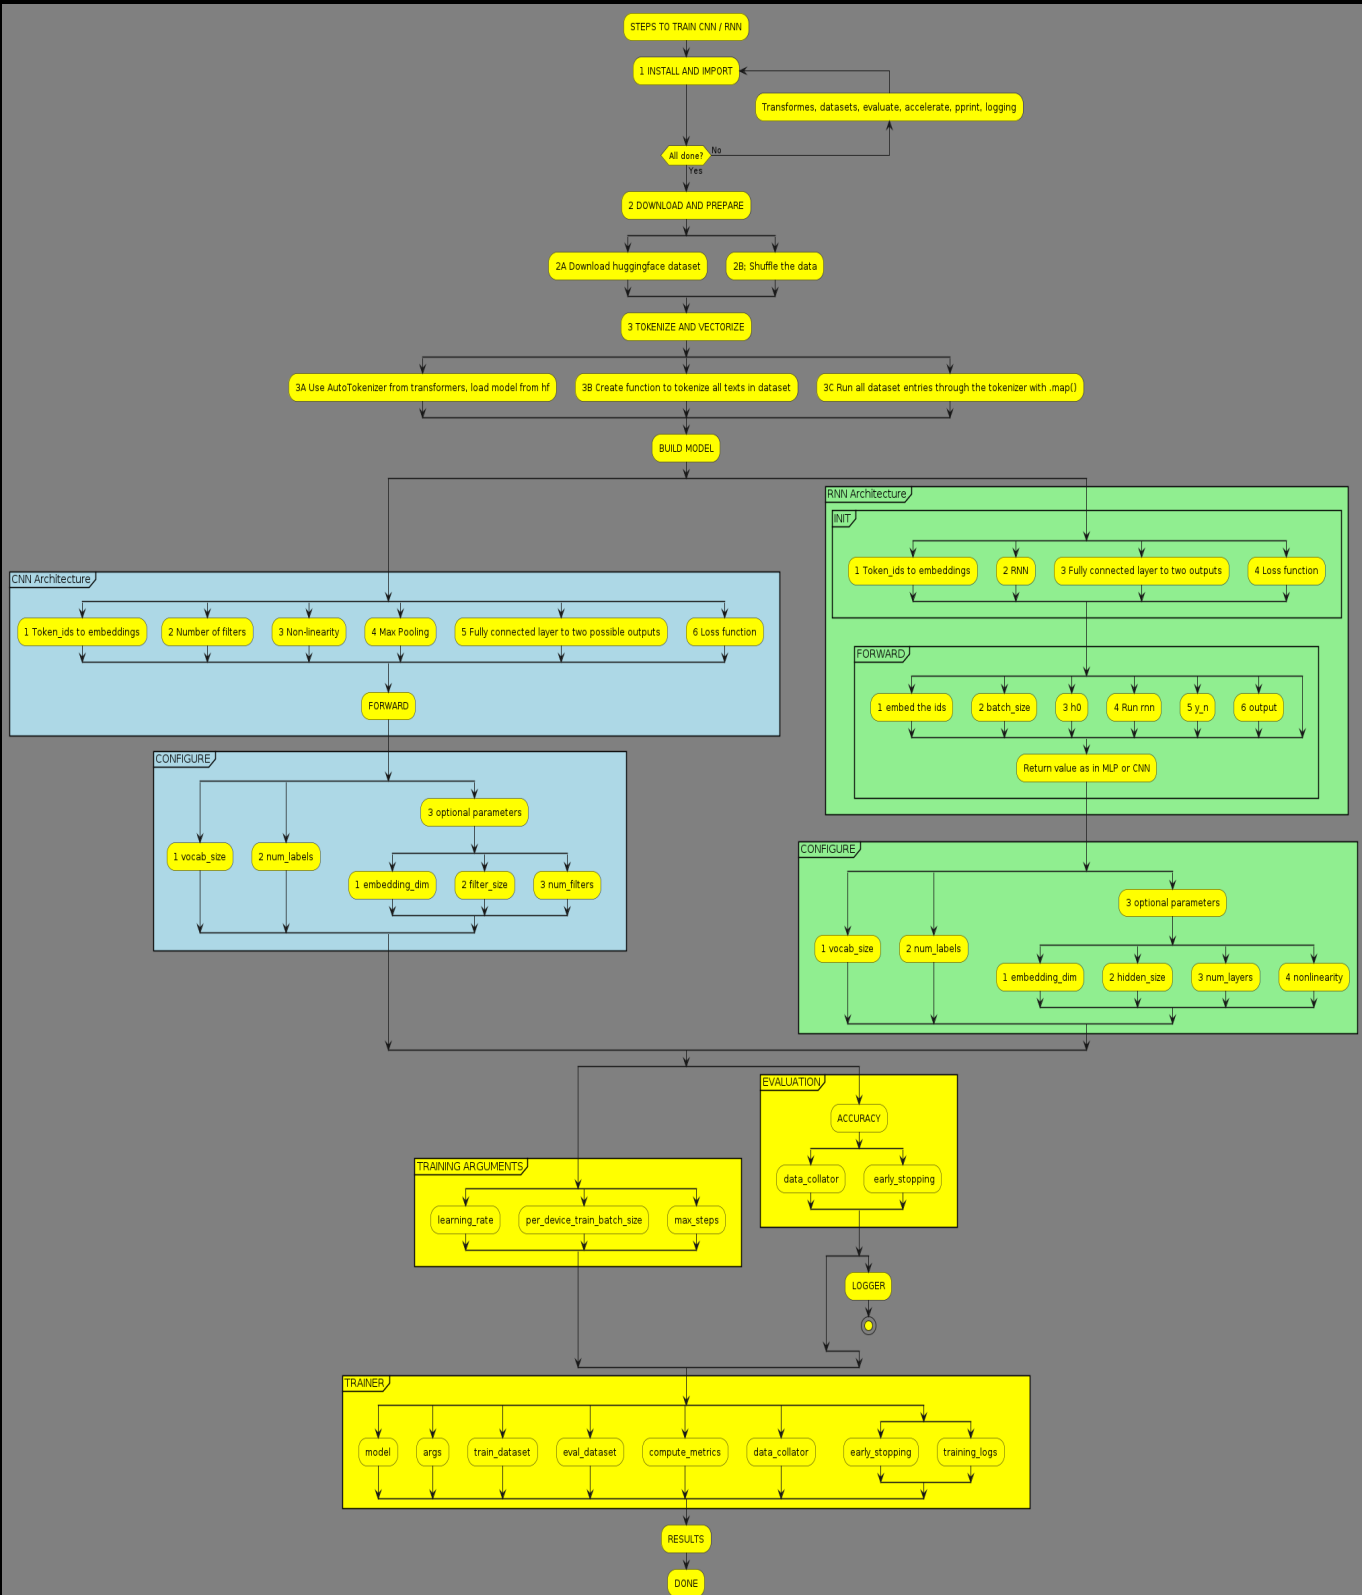 STEPS TO TRAIN CNN / RNN
1 INSTALL AND IMPORT
Transformes, datasets, evaluate, accelerate, pprint, logging
All done?
No
Yes
2 DOWNLOAD AND PREPARE
2A Download huggingface dataset
2B; Shuffle the data
3 TOKENIZE AND VECTORIZE
3A Use AutoTokenizer from transformers, load model from hf
3B Create function to tokenize all texts in dataset
3C Run all dataset entries through the tokenizer with .map()
BUILD MODEL
CNN Architecture
1 Token_ids to embeddings
2 Number of filters
3 Non-linearity
4 Max Pooling
5 Fully connected layer to two possible outputs
6 Loss function
FORWARD
CONFIGURE
1 vocab_size
2 num_labels
3 optional parameters
1 embedding_dim
2 filter_size
3 num_filters
RNN Architecture
INIT
1 Token_ids to embeddings
2 RNN
3 Fully connected layer to two outputs
4 Loss function
FORWARD
1 embed the ids
2 batch_size
3 h0
4 Run rnn
5 y_n
6 output
Return value as in MLP or CNN
CONFIGURE
1 vocab_size
2 num_labels
3 optional parameters
1 embedding_dim
2 hidden_size
3 num_layers
4 nonlinearity
TRAINING ARGUMENTS
learning_rate
per_device_train_batch_size
max_steps
EVALUATION
ACCURACY
data_collator
early_stopping
LOGGER
TRAINER
model
args
train_dataset
eval_dataset
compute_metrics
data_collator
early_stopping
training_logs
RESULTS
DONE